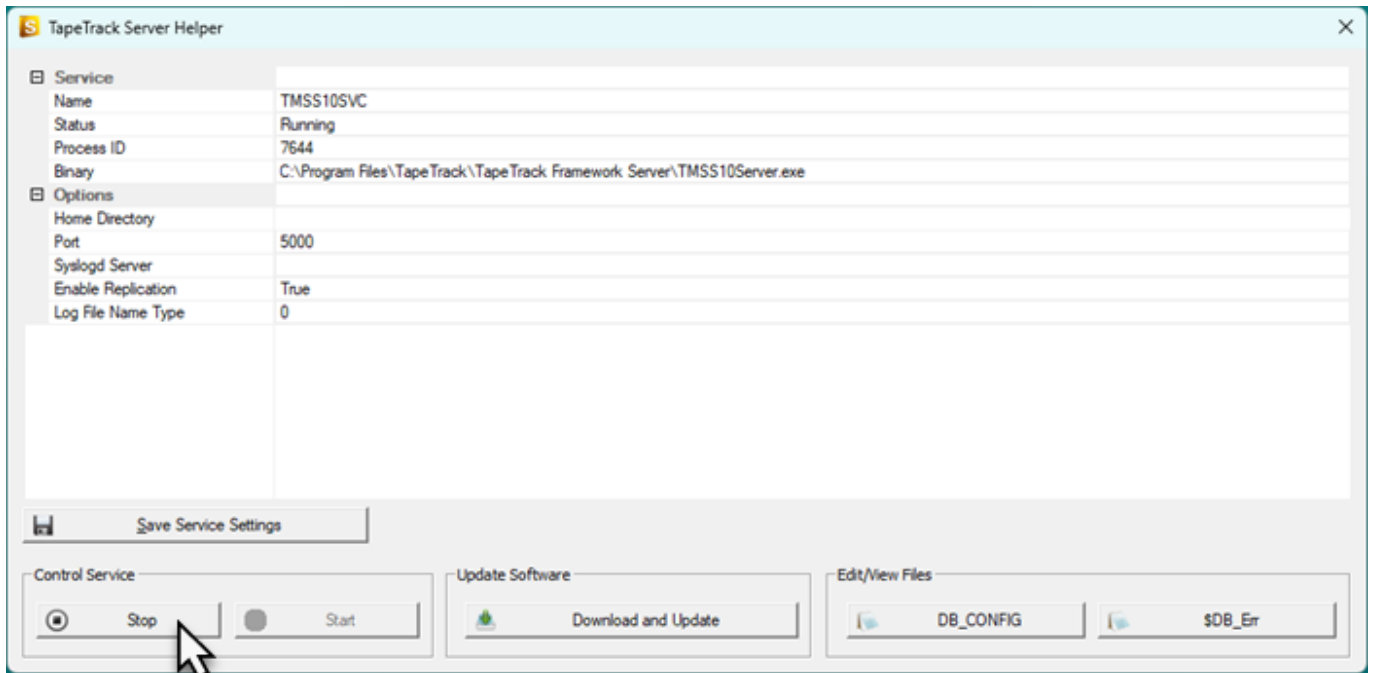 TapeTrack Server Helper
Service
Name TMSS10SVC
Status Running
Process ID 7644
Binary C:\Program Files\TapeTrack\TapeTrack Framework Server\TMSS10Server.exe
Options
Home Directory
Port 5000
Syslogd Server
Enable Replication True
Log File Name Type 0
Save Service Settings
Control Service Update Software Edit/View Files
Stop Start Download and Update DB_CONFIG $DB_Err